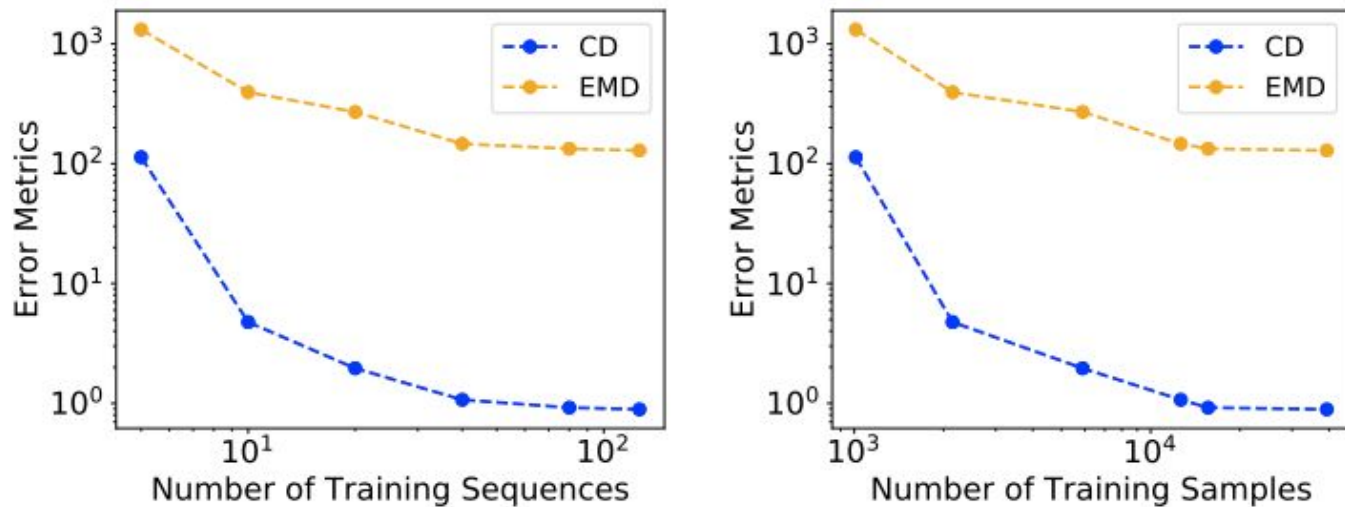 10³
10²
10¹
10⁰
Error Metrics
CD
EMD
10¹
10²
Number of Training Sequences
10³
10²
10¹
10⁰
Error Metrics
CD
EMD
10³
10⁴
Number of Training Samples